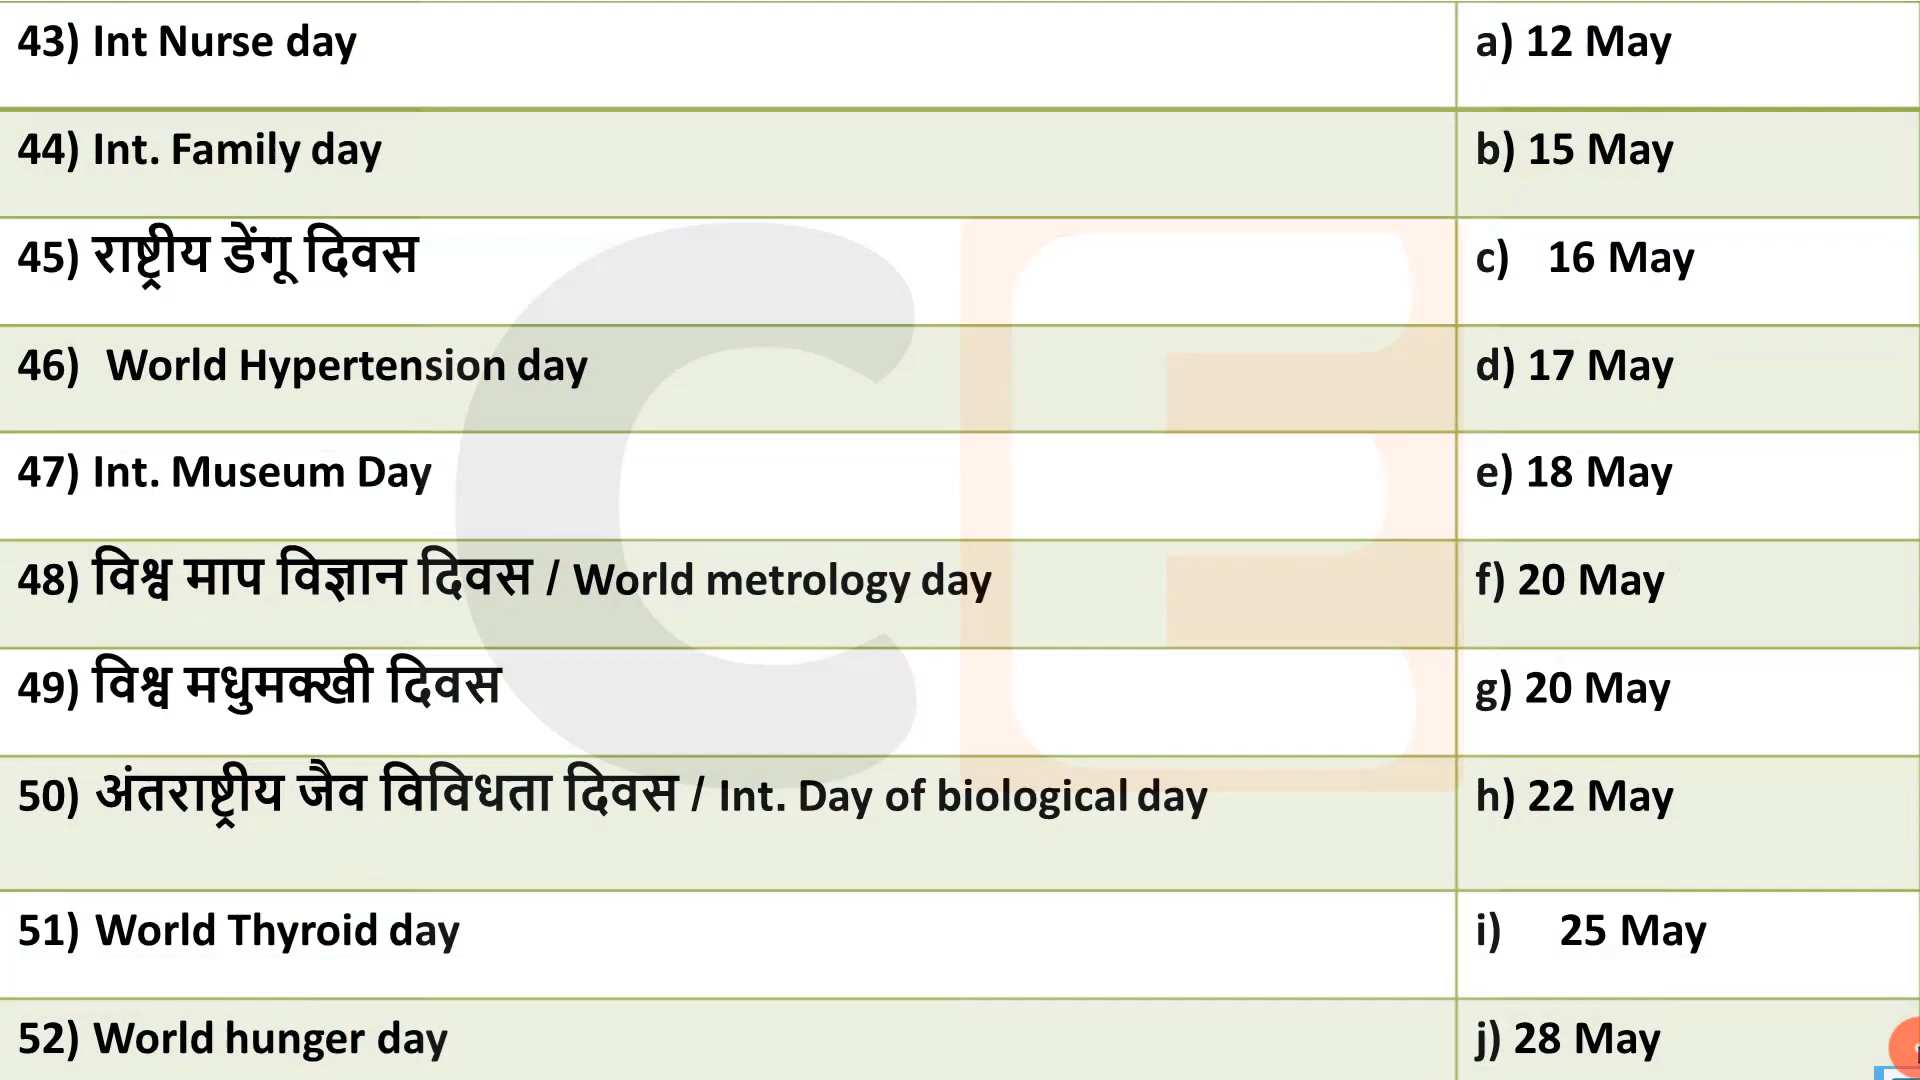 43) Int Nurse day a) 12 May
44) Int. Family day b) 15 May
45) राष्ट्रीय डेंगू दिवस c) 16 May
46) World Hypertension day d) 17 May
47) Int. Museum Day e) 18 May
48) विश्व माप विज्ञान दिवस / World metrology day f) 20 May
49) विश्व मधुमक्खी दिवस g) 20 May
50) अंतराष्ट्रीय जैव विविधता दिवस / Int. Day of biological day h) 22 May
51) World Thyroid day i) 25 May
52) World hunger day j) 28 May
CE